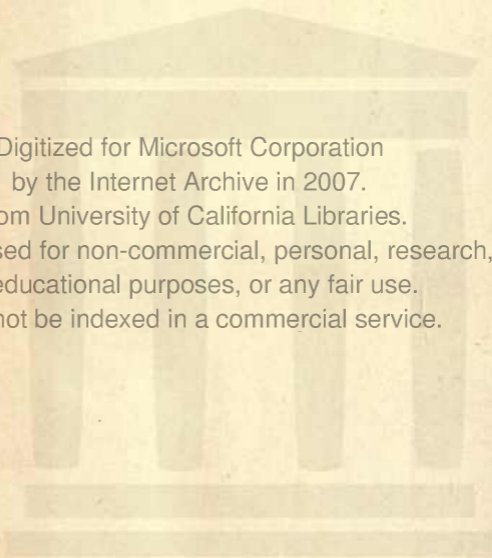 Digitized for Microsoft Corporation
by the Internet Archive in 2007.
om University of California Libraries.
sed for non-commercial, personal, research,
educational purposes, or any fair use.
not be indexed in a commercial service.